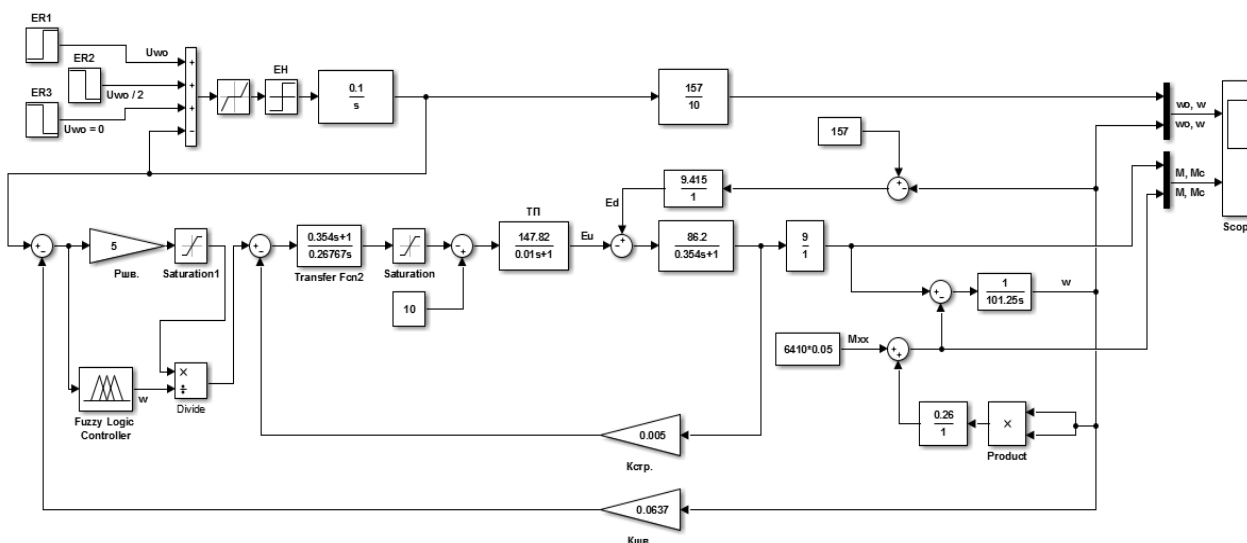 ER1
Uwo
ER2
Uwo / 2
ER3
Uwo = 0
+
+
+
−
EH
0.1
s
157
10
wo, w
wo, w
157
+
−
M, Mc
M, Mc
9.415
1
Ed
ТП
+
−
5
Pшв.
Saturation1
+
−
0.354s+1
0.26767s
Transfer Fcn2
Saturation
−
+
147.82
0.01s+1
Eu
−
+
86.2
0.354s+1
9
1
10
+
−
1
101.25s
w
6410*0.05
Mxx
+
+
×
÷
Divide
w
Fuzzy Logic
Controller
0.26
1
×
Product
0.005
Kстр.
0.0637